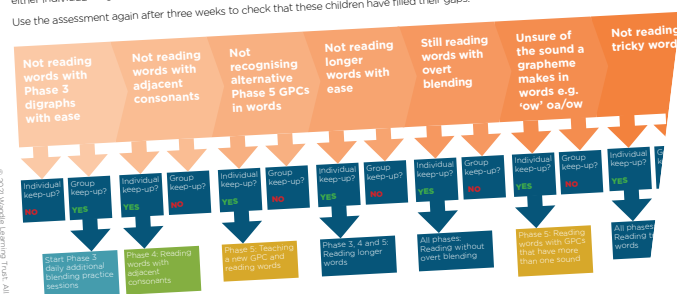 Use the assessment again after three weeks to check that these children have filled their gaps.
Not reading
words with
Phase 3
digraphs
with ease
Not reading
words with
adjacent
consonants
Not
recognising
alternative
Phase 5 GPCs
in words
Not reading
longer
words with
ease
Still reading
words with
overt
blending
Unsure of
the sound a
grapheme
makes in
words e.g.
'ow' oa/ow
Not reading
tricky
Individual
keep-up?
NO
Group
keep-up?
YES
Individual
keep-up?
YES
Group
keep-up?
NO
Individual
keep-up?
YES
Group
keep-up?
NO
Individual
keep-up?
YES
Group
keep-up?
NO
Individual
keep-up?
YES
Group
keep-up?
NO
Individual
keep-up?
YES
Group
keep-up?
NO
Individual
keep-up?
YES
Start Phase 3
daily additional
blending practice
sessions
Phase 4: Reading
words with
adjacent
consonants
Phase 5: Teaching
a new GPC and
reading words
Phase 3, 4 and 5:
Reading longer
words
All phases:
Reading without
overt blending
Phase 5: Reading
words with GPCs
that have more
than one sound
All phases
Reading
words
© 2021 Wandle Learning Trust. All